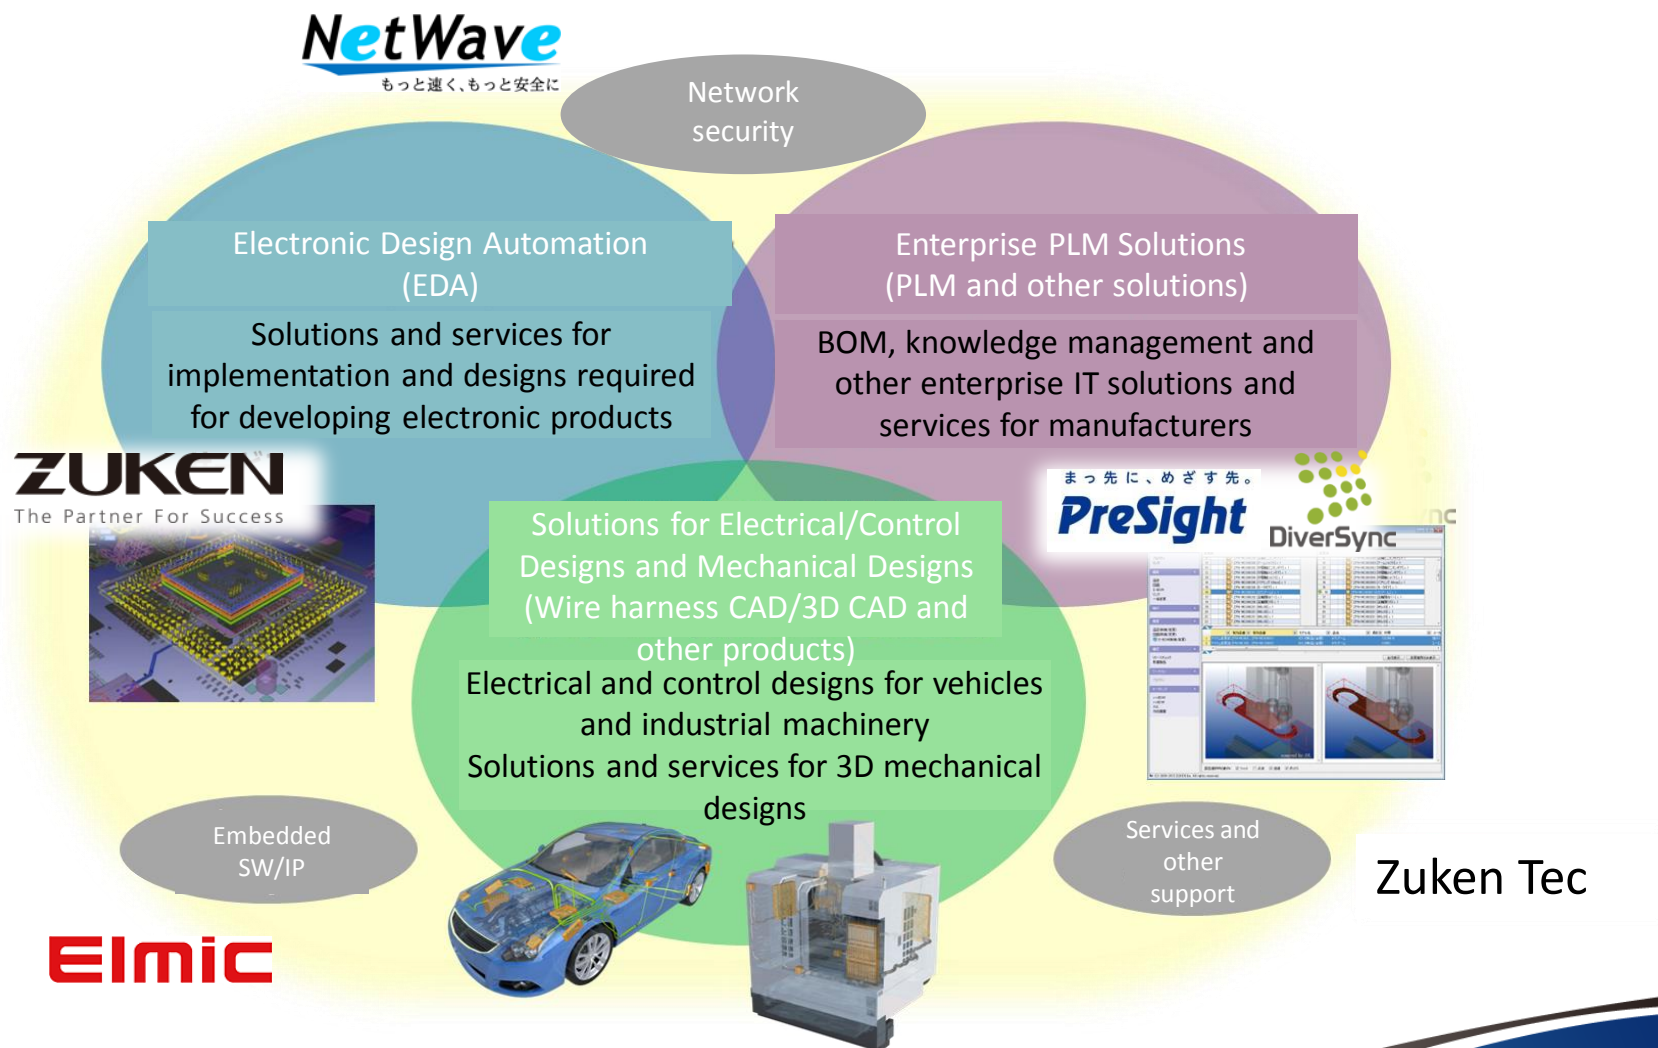 NetWave
もっと速く、もっと安全に
Network
security
Electronic Design Automation
(EDA)
Solutions and services for
implementation and designs required
for developing electronic products
Enterprise PLM Solutions
(PLM and other solutions)
BOM, knowledge management and
other enterprise IT solutions and
services for manufacturers
ZUKEN
The Partner For Success
まっ先に、めざす先。
PreSight
DiverSync
Solutions for Electrical/Control
Designs and Mechanical Designs
(Wire harness CAD/3D CAD and
other products)
Electrical and control designs for vehicles
and industrial machinery
Solutions and services for 3D mechanical
designs
Embedded
SW/IP
Services and
other
support
Zuken Tec
Elmic